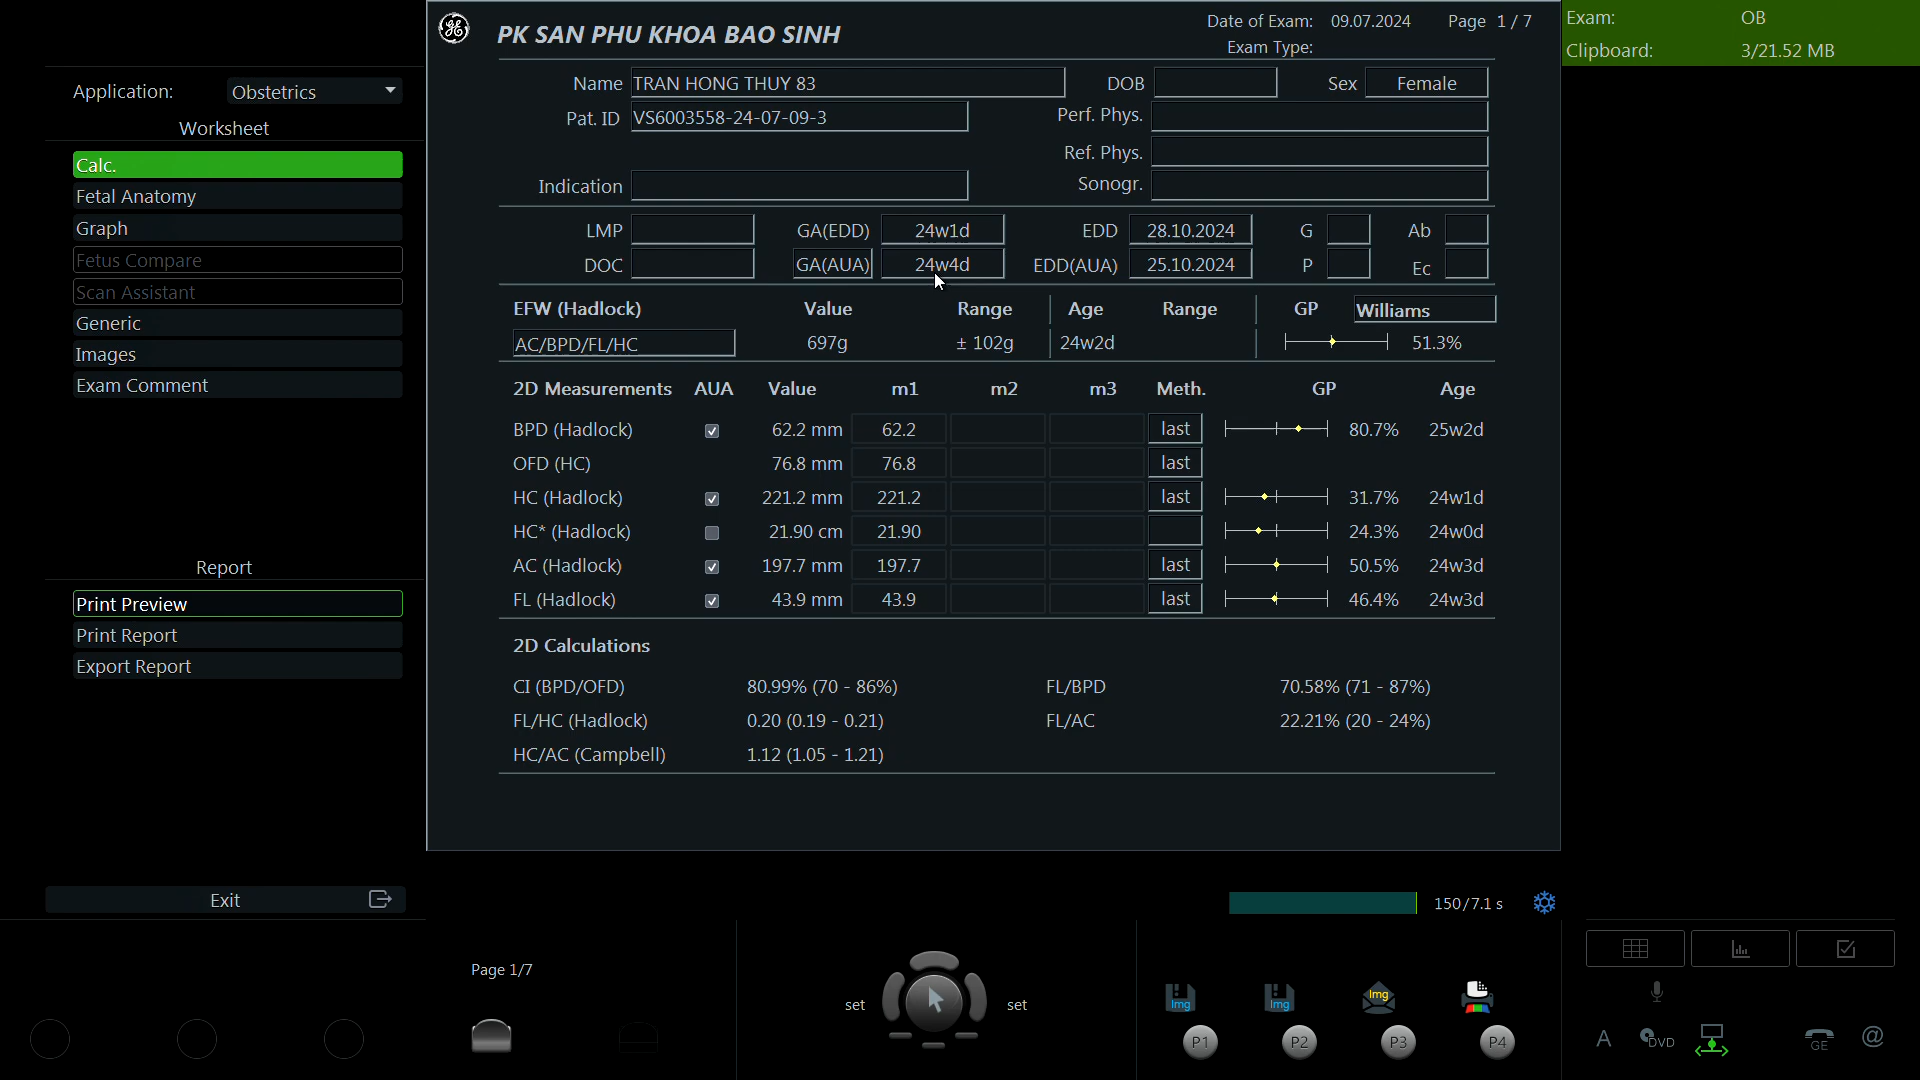 Application: Obstetrics
Worksheet
Calc.
Fetal Anatomy
Graph
Fetus Compare
Scan Assistant
Generic
Images
Exam Comment
Report
Print Preview
Print Report
Export Report
Exit
GE
PK SAN PHU KHOA BAO SINH
Date of Exam: 09.07.2024 Page 1 / 7
Exam Type:
Name TRAN HONG THUY 83 DOB Sex Female
Pat. ID VS6003558-24-07-09-3 Perf. Phys.
Ref. Phys.
Indication Sonogr.
LMP GA(EDD) 24w1d EDD 28.10.2024 G Ab
DOC GA(AUA) 24w4d EDD(AUA) 25.10.2024 P Ec
EFW (Hadlock) Value Range Age Range GP Williams
AC/BPD/FL/HC 697g ± 102g 24w2d 51.3%
2D Measurements AUA Value m1 m2 m3 Meth. GP Age
BPD (Hadlock) 62.2 mm 62.2 last 80.7% 25w2d
OFD (HC) 76.8 mm 76.8 last
HC (Hadlock) 221.2 mm 221.2 last 31.7% 24w1d
HC* (Hadlock) 21.90 cm 21.90 24.3% 24w0d
AC (Hadlock) 197.7 mm 197.7 last 50.5% 24w3d
FL (Hadlock) 43.9 mm 43.9 last 46.4% 24w3d
2D Calculations
CI (BPD/OFD) 80.99% (70 - 86%) FL/BPD 70.58% (71 - 87%)
FL/HC (Hadlock) 0.20 (0.19 - 0.21) FL/AC 22.21% (20 - 24%)
HC/AC (Campbell) 1.12 (1.05 - 1.21)
Exam: OB
Clipboard: 3/21.52 MB
150/7.1 s
Page 1/7
set set
Img Img Img
P1 P2 P3 P4
A DVD GE @